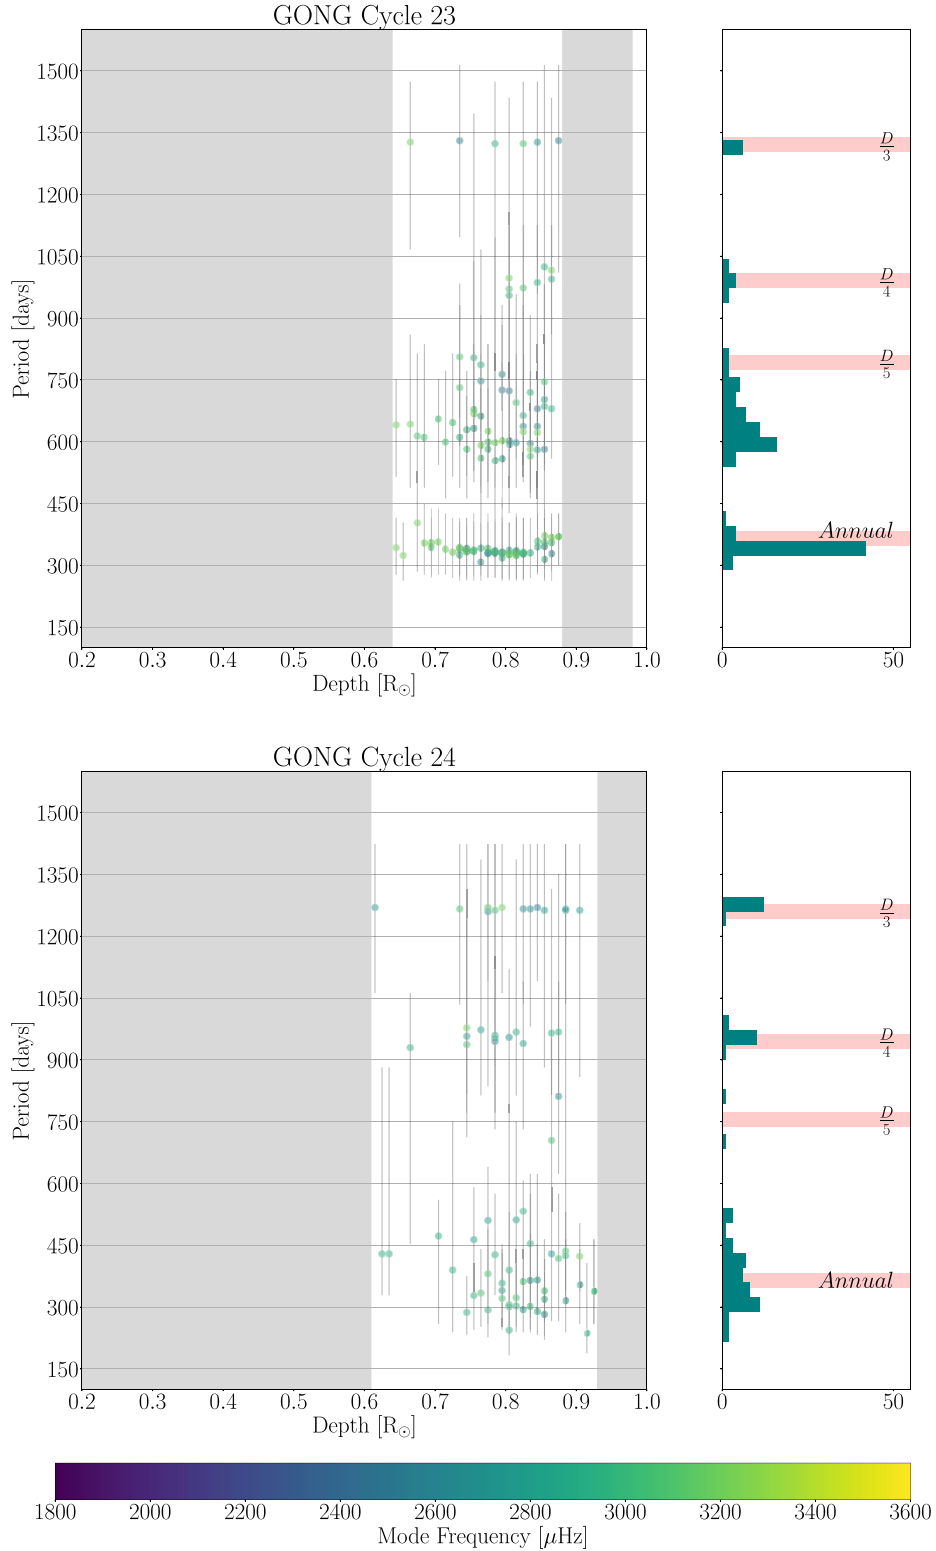 GONG Cycle 23
1500
1350
1200
1050
900
750
600
450
300
150
Period [days]
0.2 0.3 0.4 0.5 0.6 0.7 0.8 0.9 1.0
Depth [R☉]
D/3
D/4
D/5
Annual
0 50
GONG Cycle 24
1500
1350
1200
1050
900
750
600
450
300
150
Period [days]
0.2 0.3 0.4 0.5 0.6 0.7 0.8 0.9 1.0
Depth [R☉]
D/3
D/4
D/5
Annual
0 50
1800 2000 2200 2400 2600 2800 3000 3200 3400 3600
Mode Frequency [μHz]